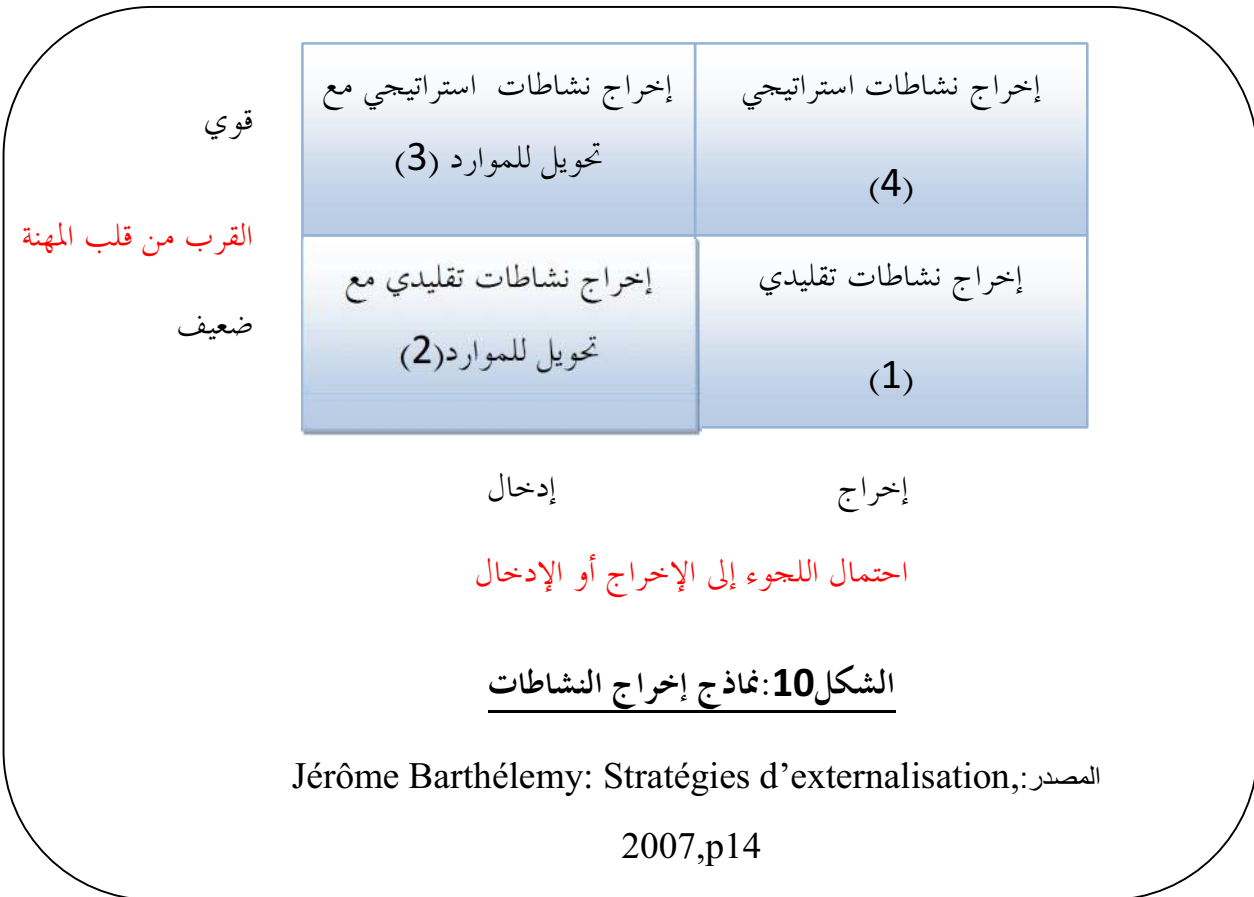 إخراج نشاطات استراتيجي
(4)
إخراج نشاطات استراتيجي مع
تحويل للموارد (3)
قوي
القرب من قلب المهنة
ضعيف
إخراج نشاطات تقليدي
(1)
إخراج نشاطات تقليدي مع
تحويل للموارد(2)
إخراج
إدخال
احتمال اللجوء إلى الإخراج أو الإدخال
الشكل10:نماذج إخراج النشاطات
المصدر:,Jérôme Barthélemy: Stratégies d’externalisation
2007,p14